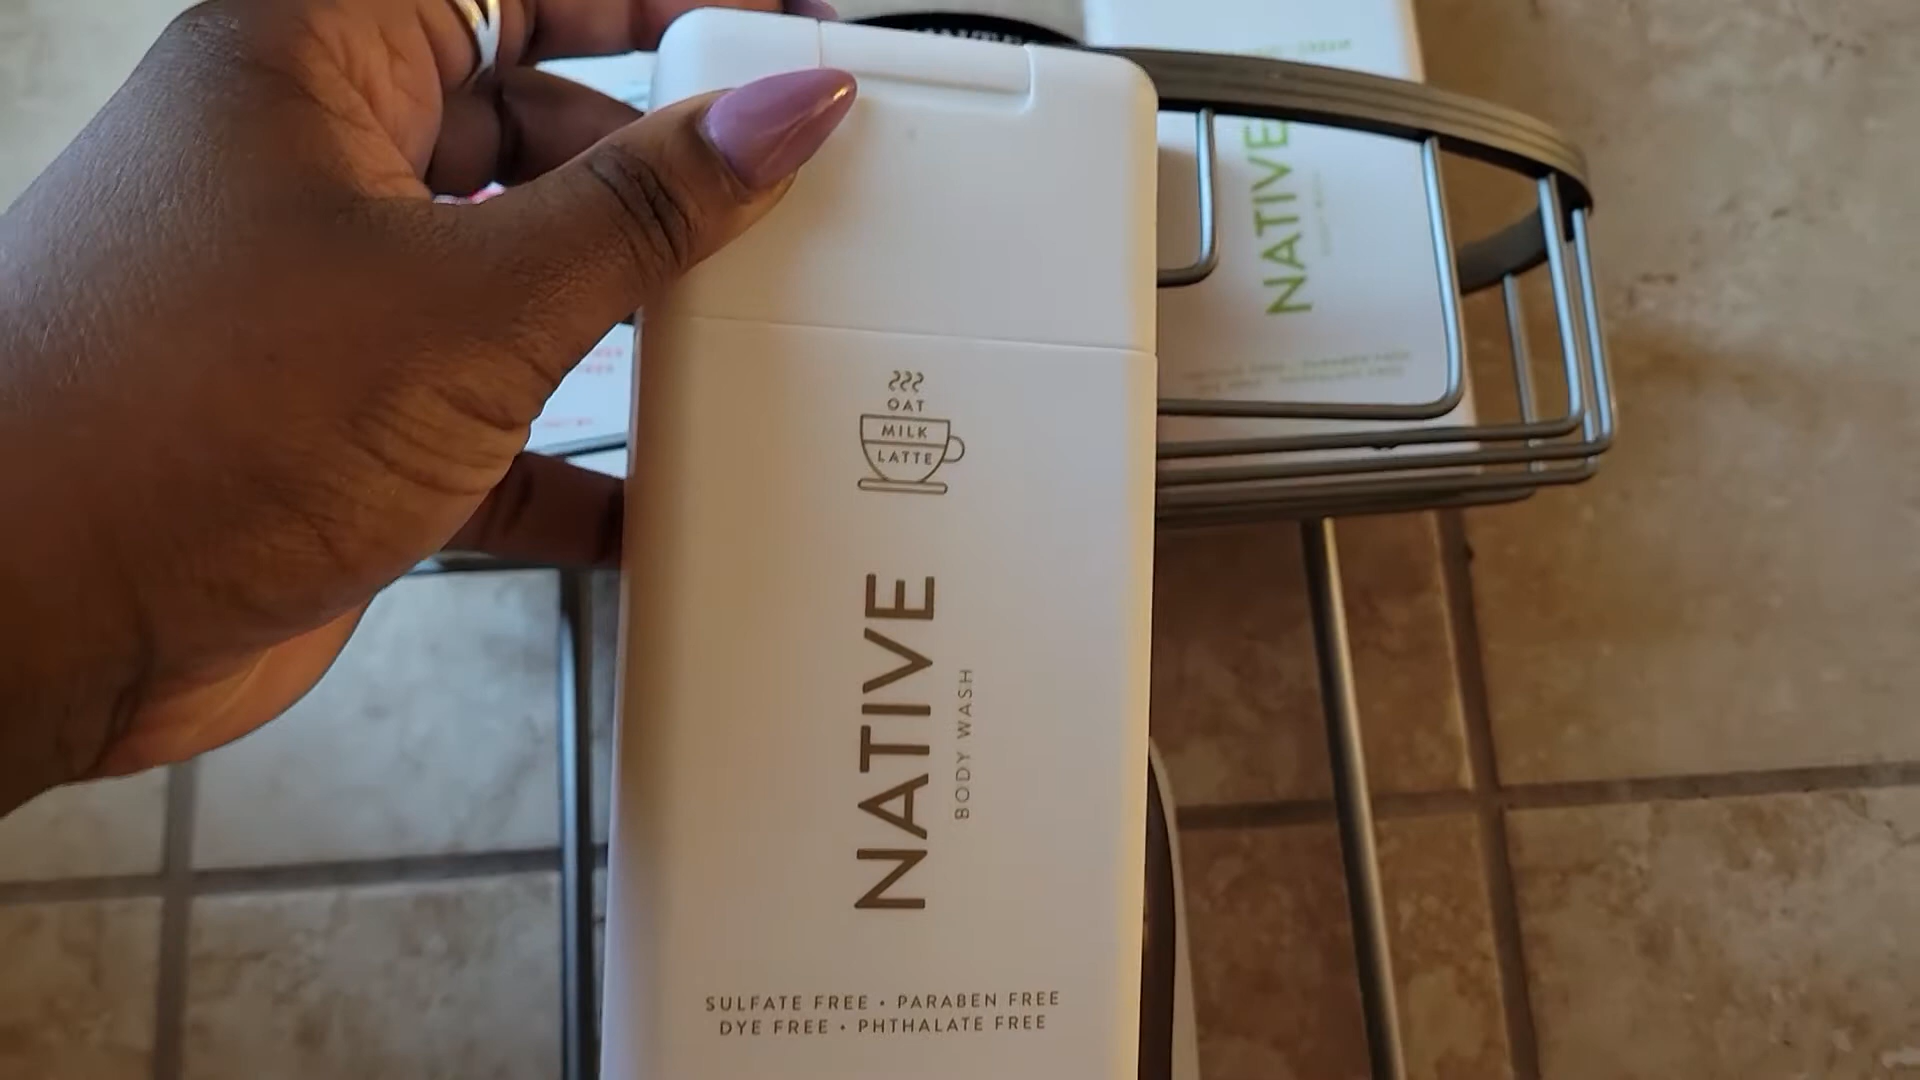 OAT
MILK
LATTE
NATIVE
BODY WASH
SULFATE FREE • PARABEN FREE
DYE FREE • PHTHALATE FREE
NATIVE